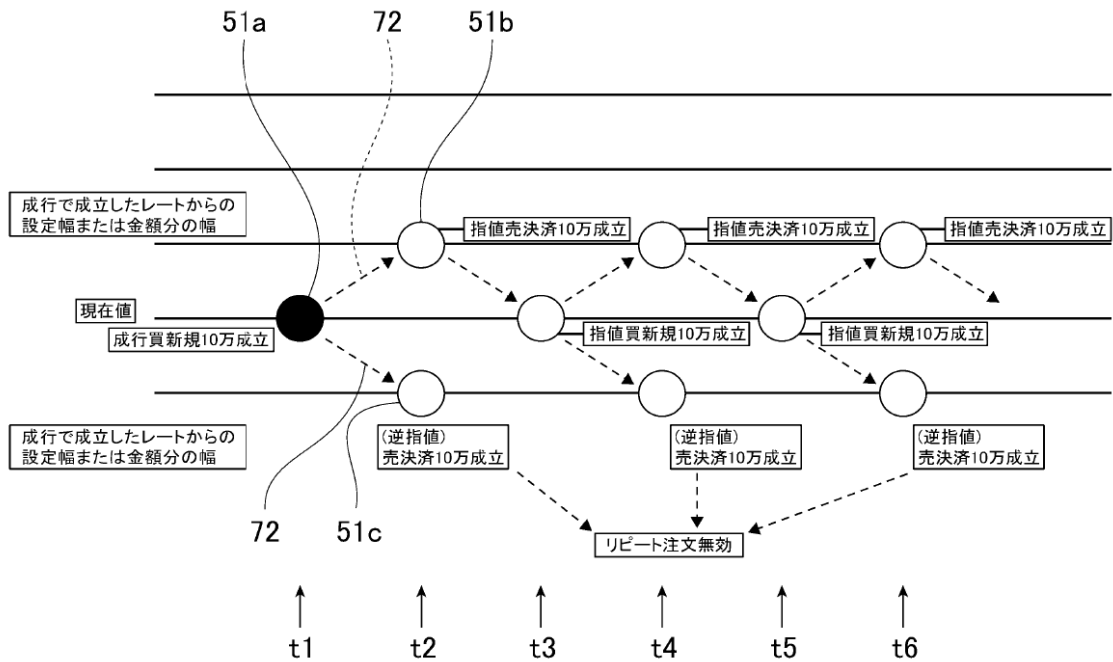 51a
72
51b
成行で成立したレートからの
設定幅または金額分の幅
指値売決済10万成立
指値売決済10万成立
指値売決済10万成立
現在値
成行買新規10万成立
指値買新規10万成立
指値買新規10万成立
成行で成立したレートからの
設定幅または金額分の幅
(逆指値)
売決済10万成立
(逆指値)
売決済10万成立
(逆指値)
売決済10万成立
72
51c
リピート注文無効
t1
t2
t3
t4
t5
t6